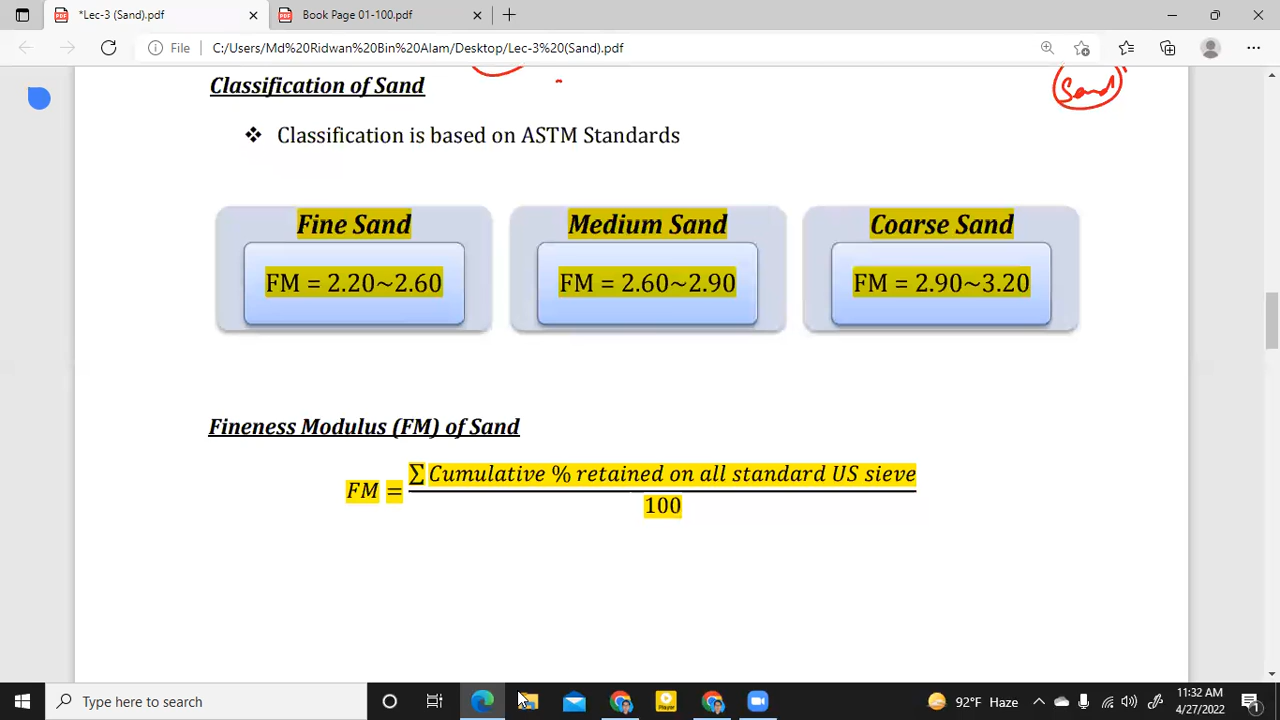 *Lec-3 (Sand).pdf
Book Page 01-100.pdf
File C:/Users/Md%20Ridwan%20Bin%20Alam/Desktop/Lec-3%20(Sand).pdf
Classification of Sand
Sand
❖ Classification is based on ASTM Standards
Fine Sand Medium Sand Coarse Sand
FM = 2.20~2.60 FM = 2.60~2.90 FM = 2.90~3.20
Fineness Modulus (FM) of Sand
∑ Cumulative % retained on all standard US sieve
FM =
100
Type here to search
Player
92°F Haze
11:32 AM
4/27/2022
1